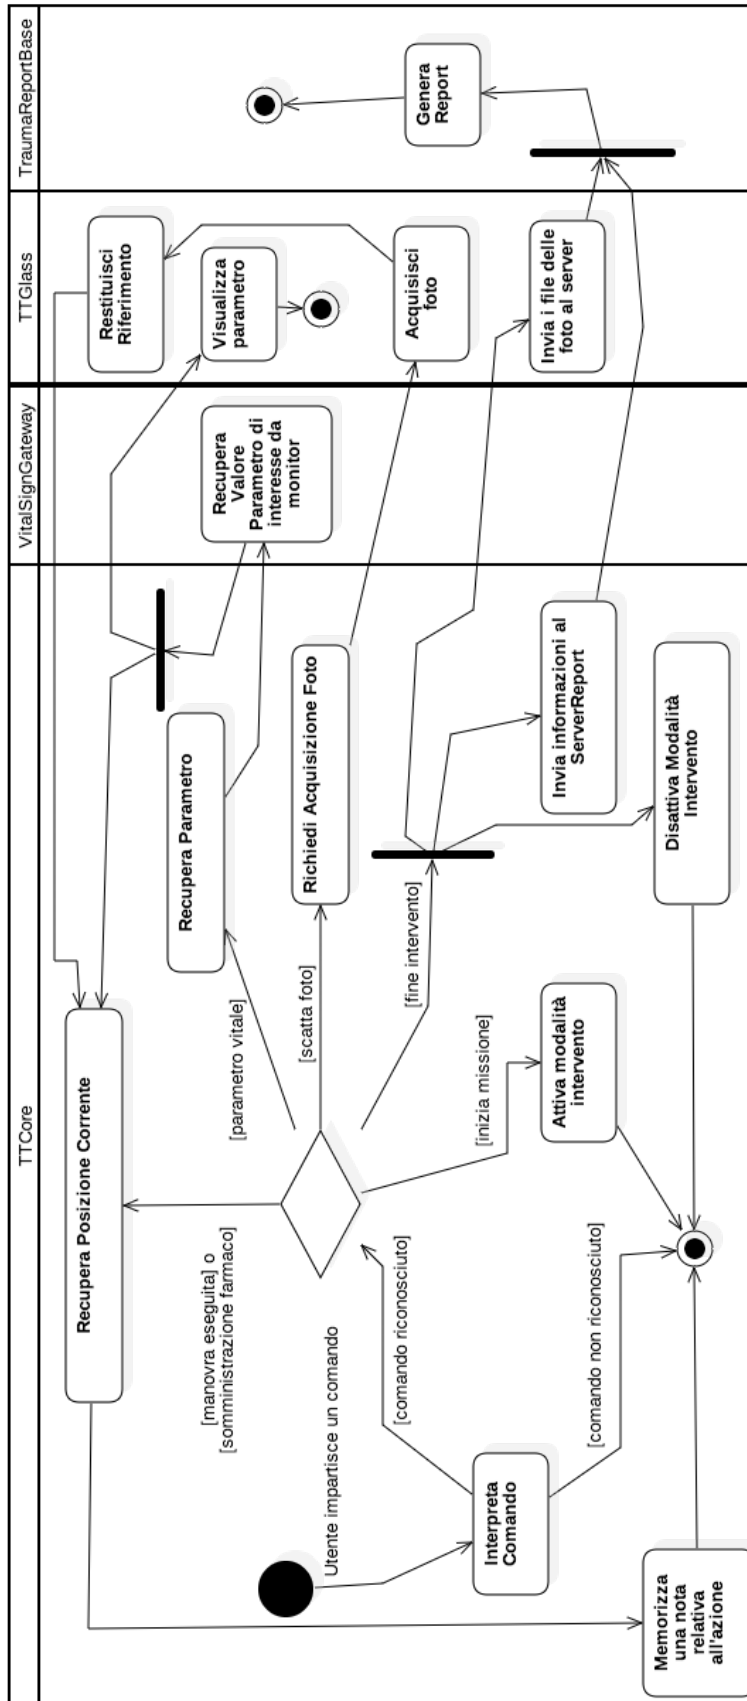 TTCore
VitalSignGateway
TTGlass
TraumaReportBase
Recupera Posizione Corrente
Restituisci
Riferimento
[manovra eseguita] o
[somministrazione farmaco]
[parametro vitale]
Recupera Parametro
Recupera
Valore
Parametro di
interesse da
monitor
Visualizza
parametro
Utente impartisce un comando
[scatta foto]
Richiedi Acquisizione Foto
Acquisisci
foto
Genera
Report
[comando riconosciuto]
[fine intervento]
Interpreta
Comando
[inizia missione]
Attiva modalità
intervento
Invia informazioni al
ServerReport
Invia i file delle
foto al server
[comando non riconosciuto]
Disattiva Modalità
Intervento
Memorizza
una nota
relativa
all'azione